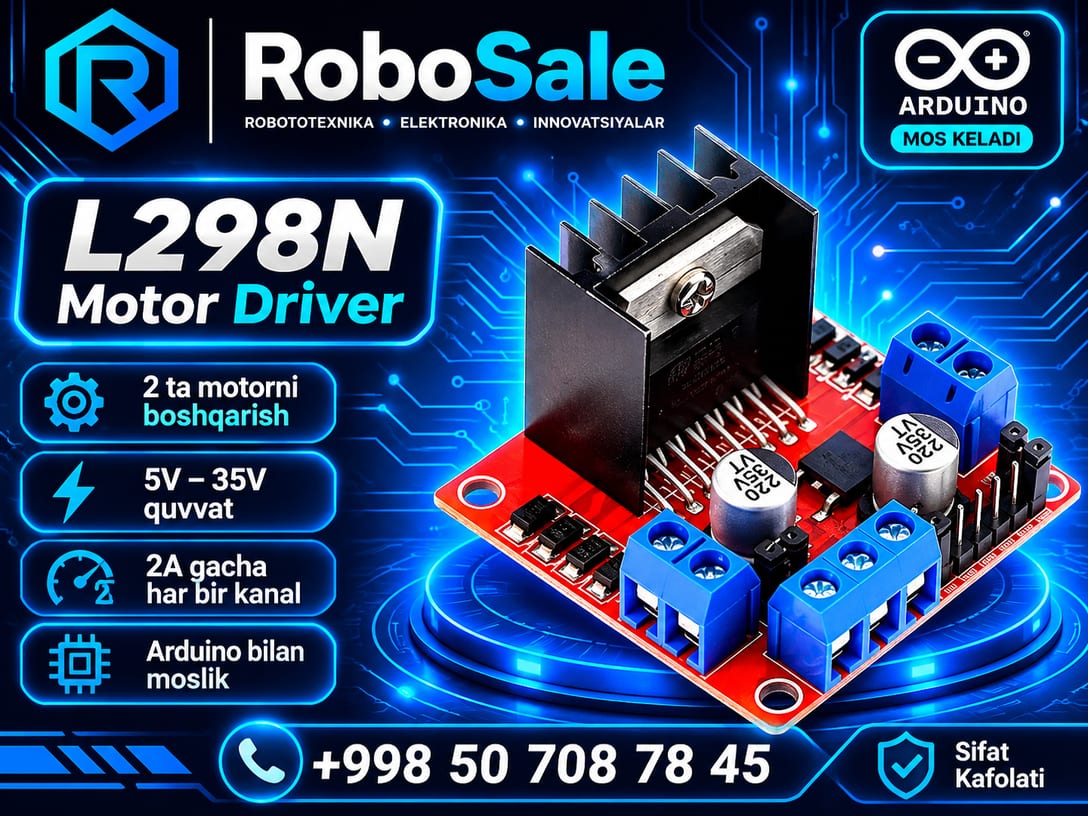 RoboSale
ROBOTOTEXNIKA • ELEKTRONIKA • INNOVATSIYALAR
ARDUINO
MOS KELADI
L298N
Motor Driver
2 ta motorni
boshqarish
5V – 35V
quvvat
2A gacha
har bir kanal
Arduino bilan
moslik
220
35V
VT
220
35V
VT
+998 50 708 78 45
Sifat
Kafolati